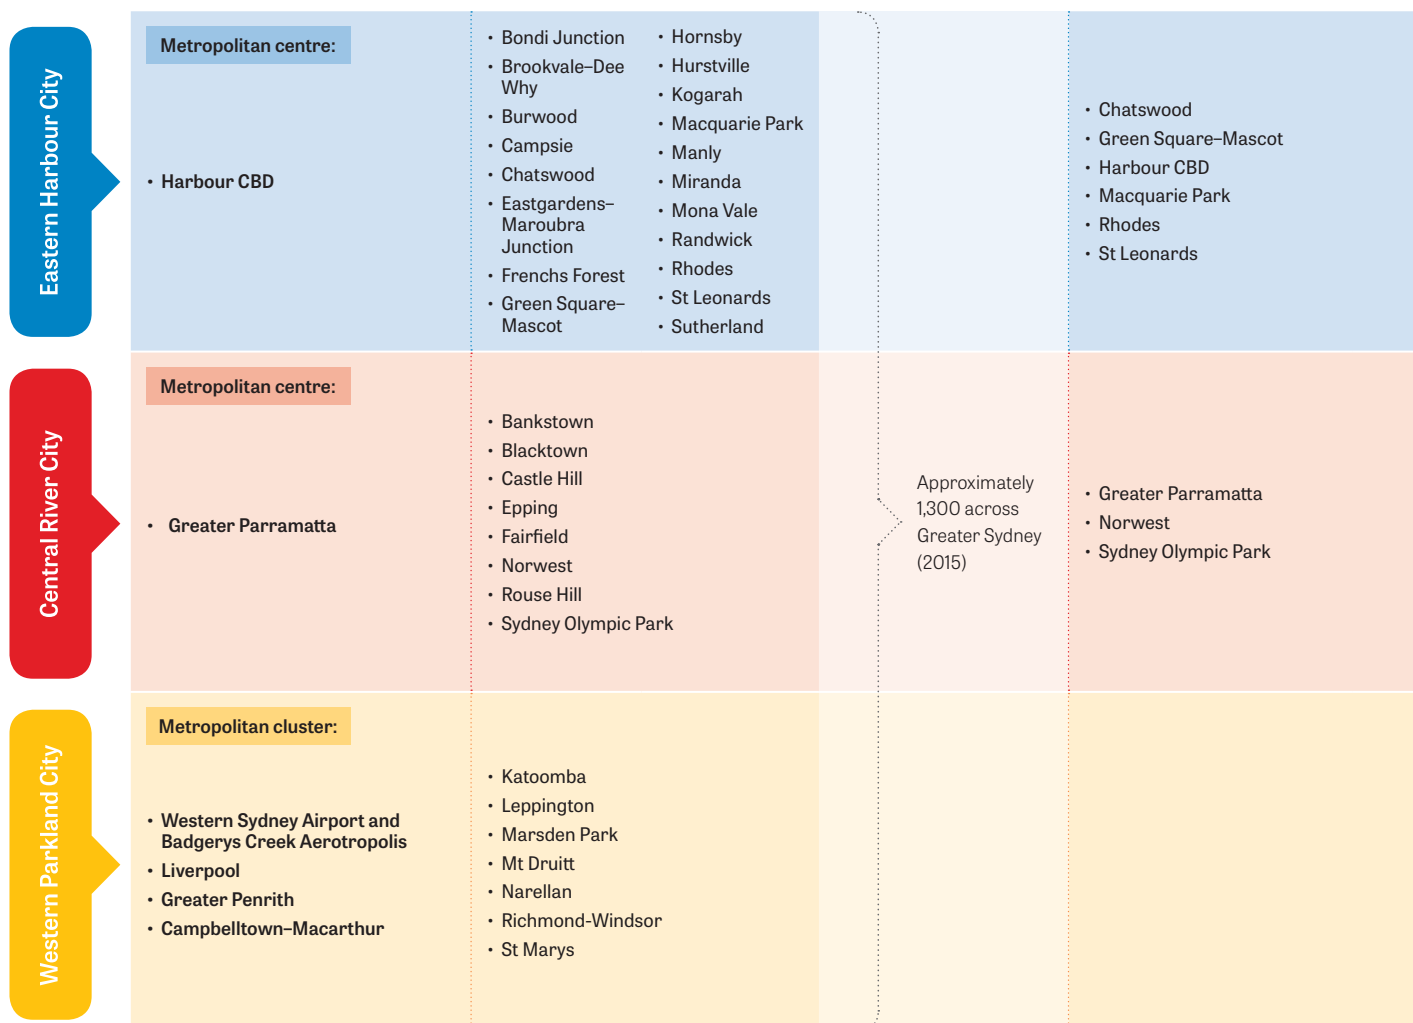 Eastern Harbour City
Metropolitan centre:
• Harbour CBD
• Bondi Junction
• Brookvale–Dee
Why
• Burwood
• Campsie
• Chatswood
• Eastgardens–
Maroubra
Junction
• Frenchs Forest
• Green Square–
Mascot
• Hornsby
• Hurstville
• Kogarah
• Macquarie Park
• Manly
• Miranda
• Mona Vale
• Randwick
• Rhodes
• St Leonards
• Sutherland
• Chatswood
• Green Square–Mascot
• Harbour CBD
• Macquarie Park
• Rhodes
• St Leonards
Central River City
Metropolitan centre:
• Greater Parramatta
• Bankstown
• Blacktown
• Castle Hill
• Epping
• Fairfield
• Norwest
• Rouse Hill
• Sydney Olympic Park
Approximately
1,300 across
Greater Sydney
(2015)
• Greater Parramatta
• Norwest
• Sydney Olympic Park
Western Parkland City
Metropolitan cluster:
• Western Sydney Airport and
Badgerys Creek Aerotropolis
• Liverpool
• Greater Penrith
• Campbelltown–Macarthur
• Katoomba
• Leppington
• Marsden Park
• Mt Druitt
• Narellan
• Richmond-Windsor
• St Marys